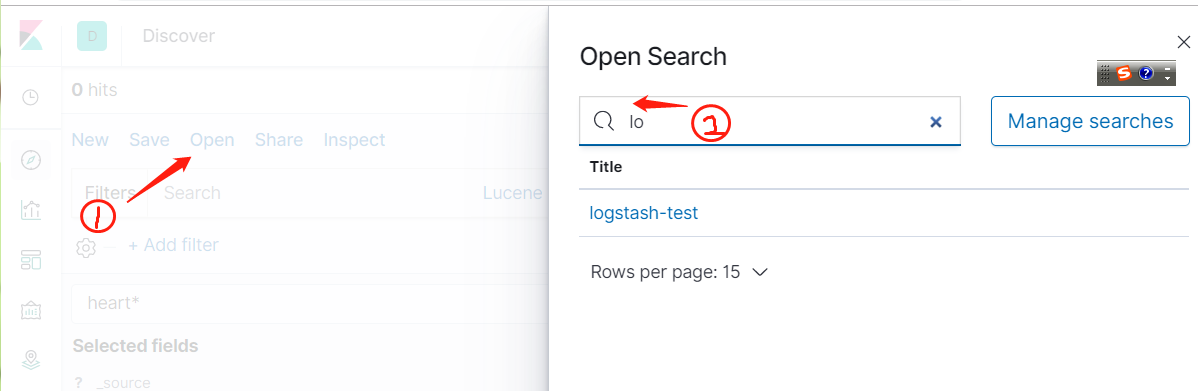 D Discover
0 hits
New Save Open Share Inspect
Filters Search Lucene
+ Add filter
heart*
Selected fields
? _source
1
Open Search
lo
2
Manage searches
Title
logstash-test
Rows per page: 15